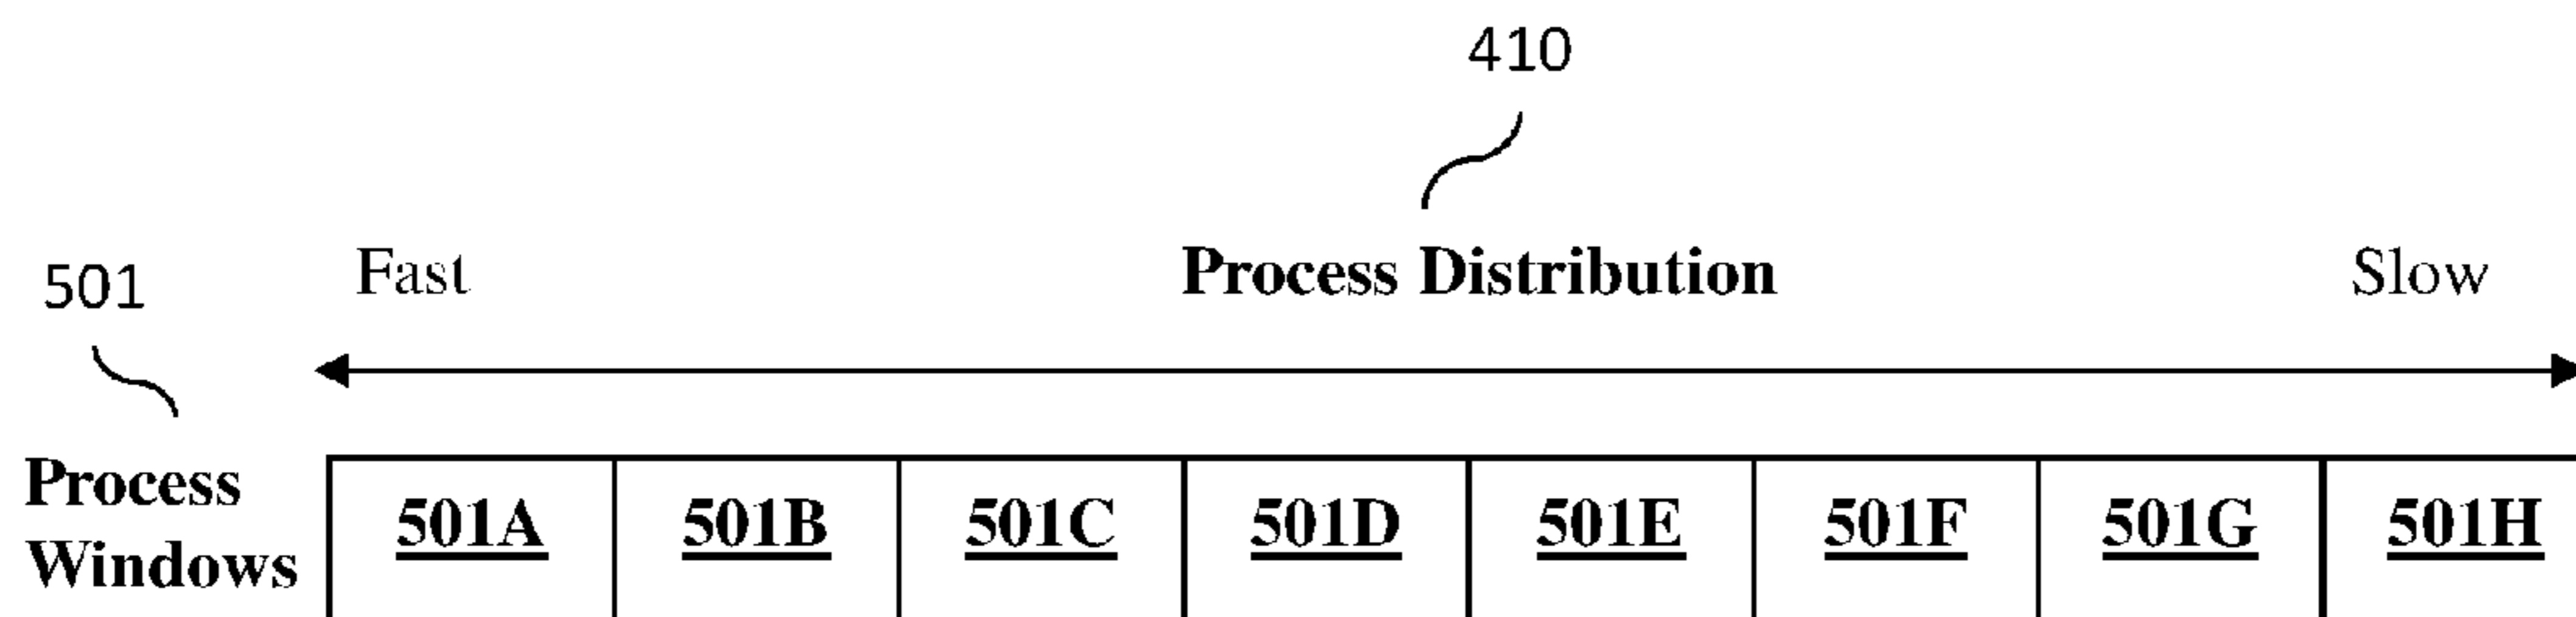 410
501
Fast Process Distribution Slow
Process
Windows
501A 501B 501C 501D 501E 501F 501G 501H